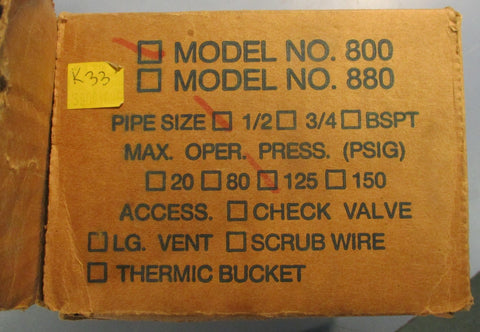 ☐ MODEL NO. 800
☐ MODEL NO. 880
K33
PIPE SIZE ☐ 1/2 ☐ 3/4 ☐ BSPT
MAX. OPER. PRESS. (PSIG)
☐ 20 ☐ 80 ☐ 125 ☐ 150
ACCESS. ☐ CHECK VALVE
☐ LG. VENT ☐ SCRUB WIRE
☐ THERMIC BUCKET